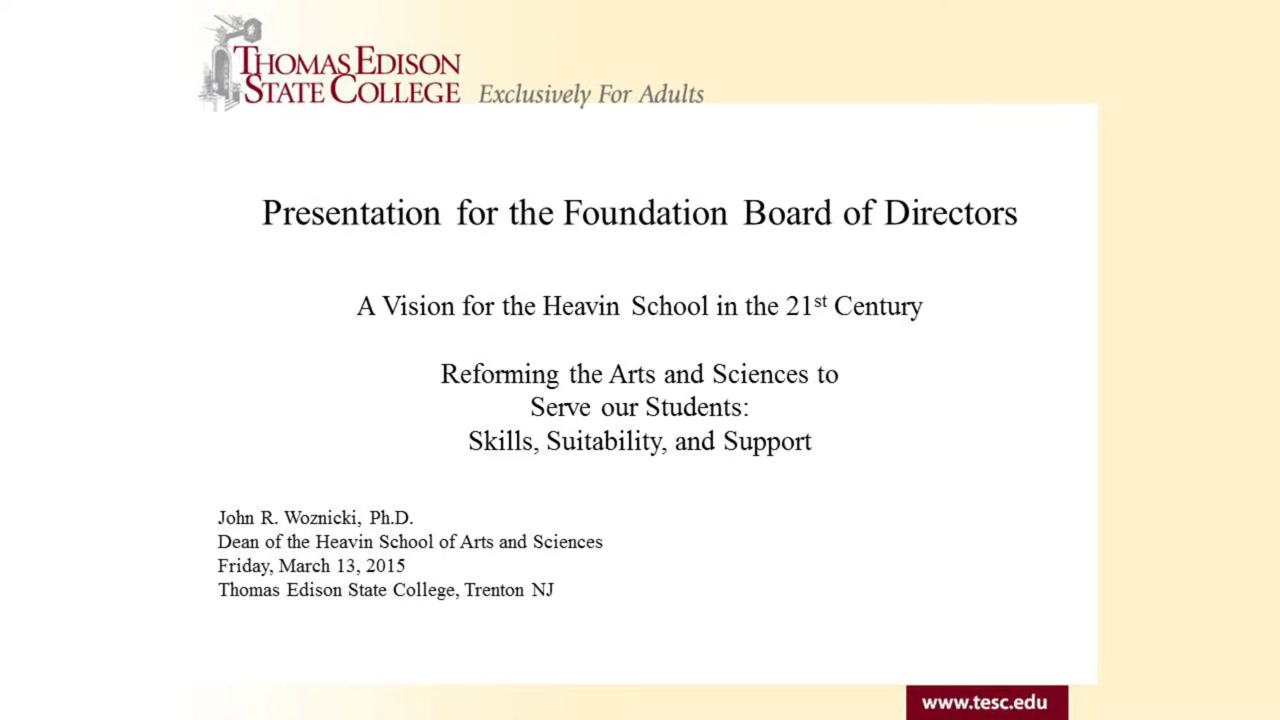 THOMAS EDISON
STATE COLLEGE Exclusively For Adults
Presentation for the Foundation Board of Directors
A Vision for the Heavin School in the 21st Century
Reforming the Arts and Sciences to
Serve our Students:
Skills, Suitability, and Support
John R. Woznicki, Ph.D.
Dean of the Heavin School of Arts and Sciences
Friday, March 13, 2015
Thomas Edison State College, Trenton NJ
www.tesc.edu